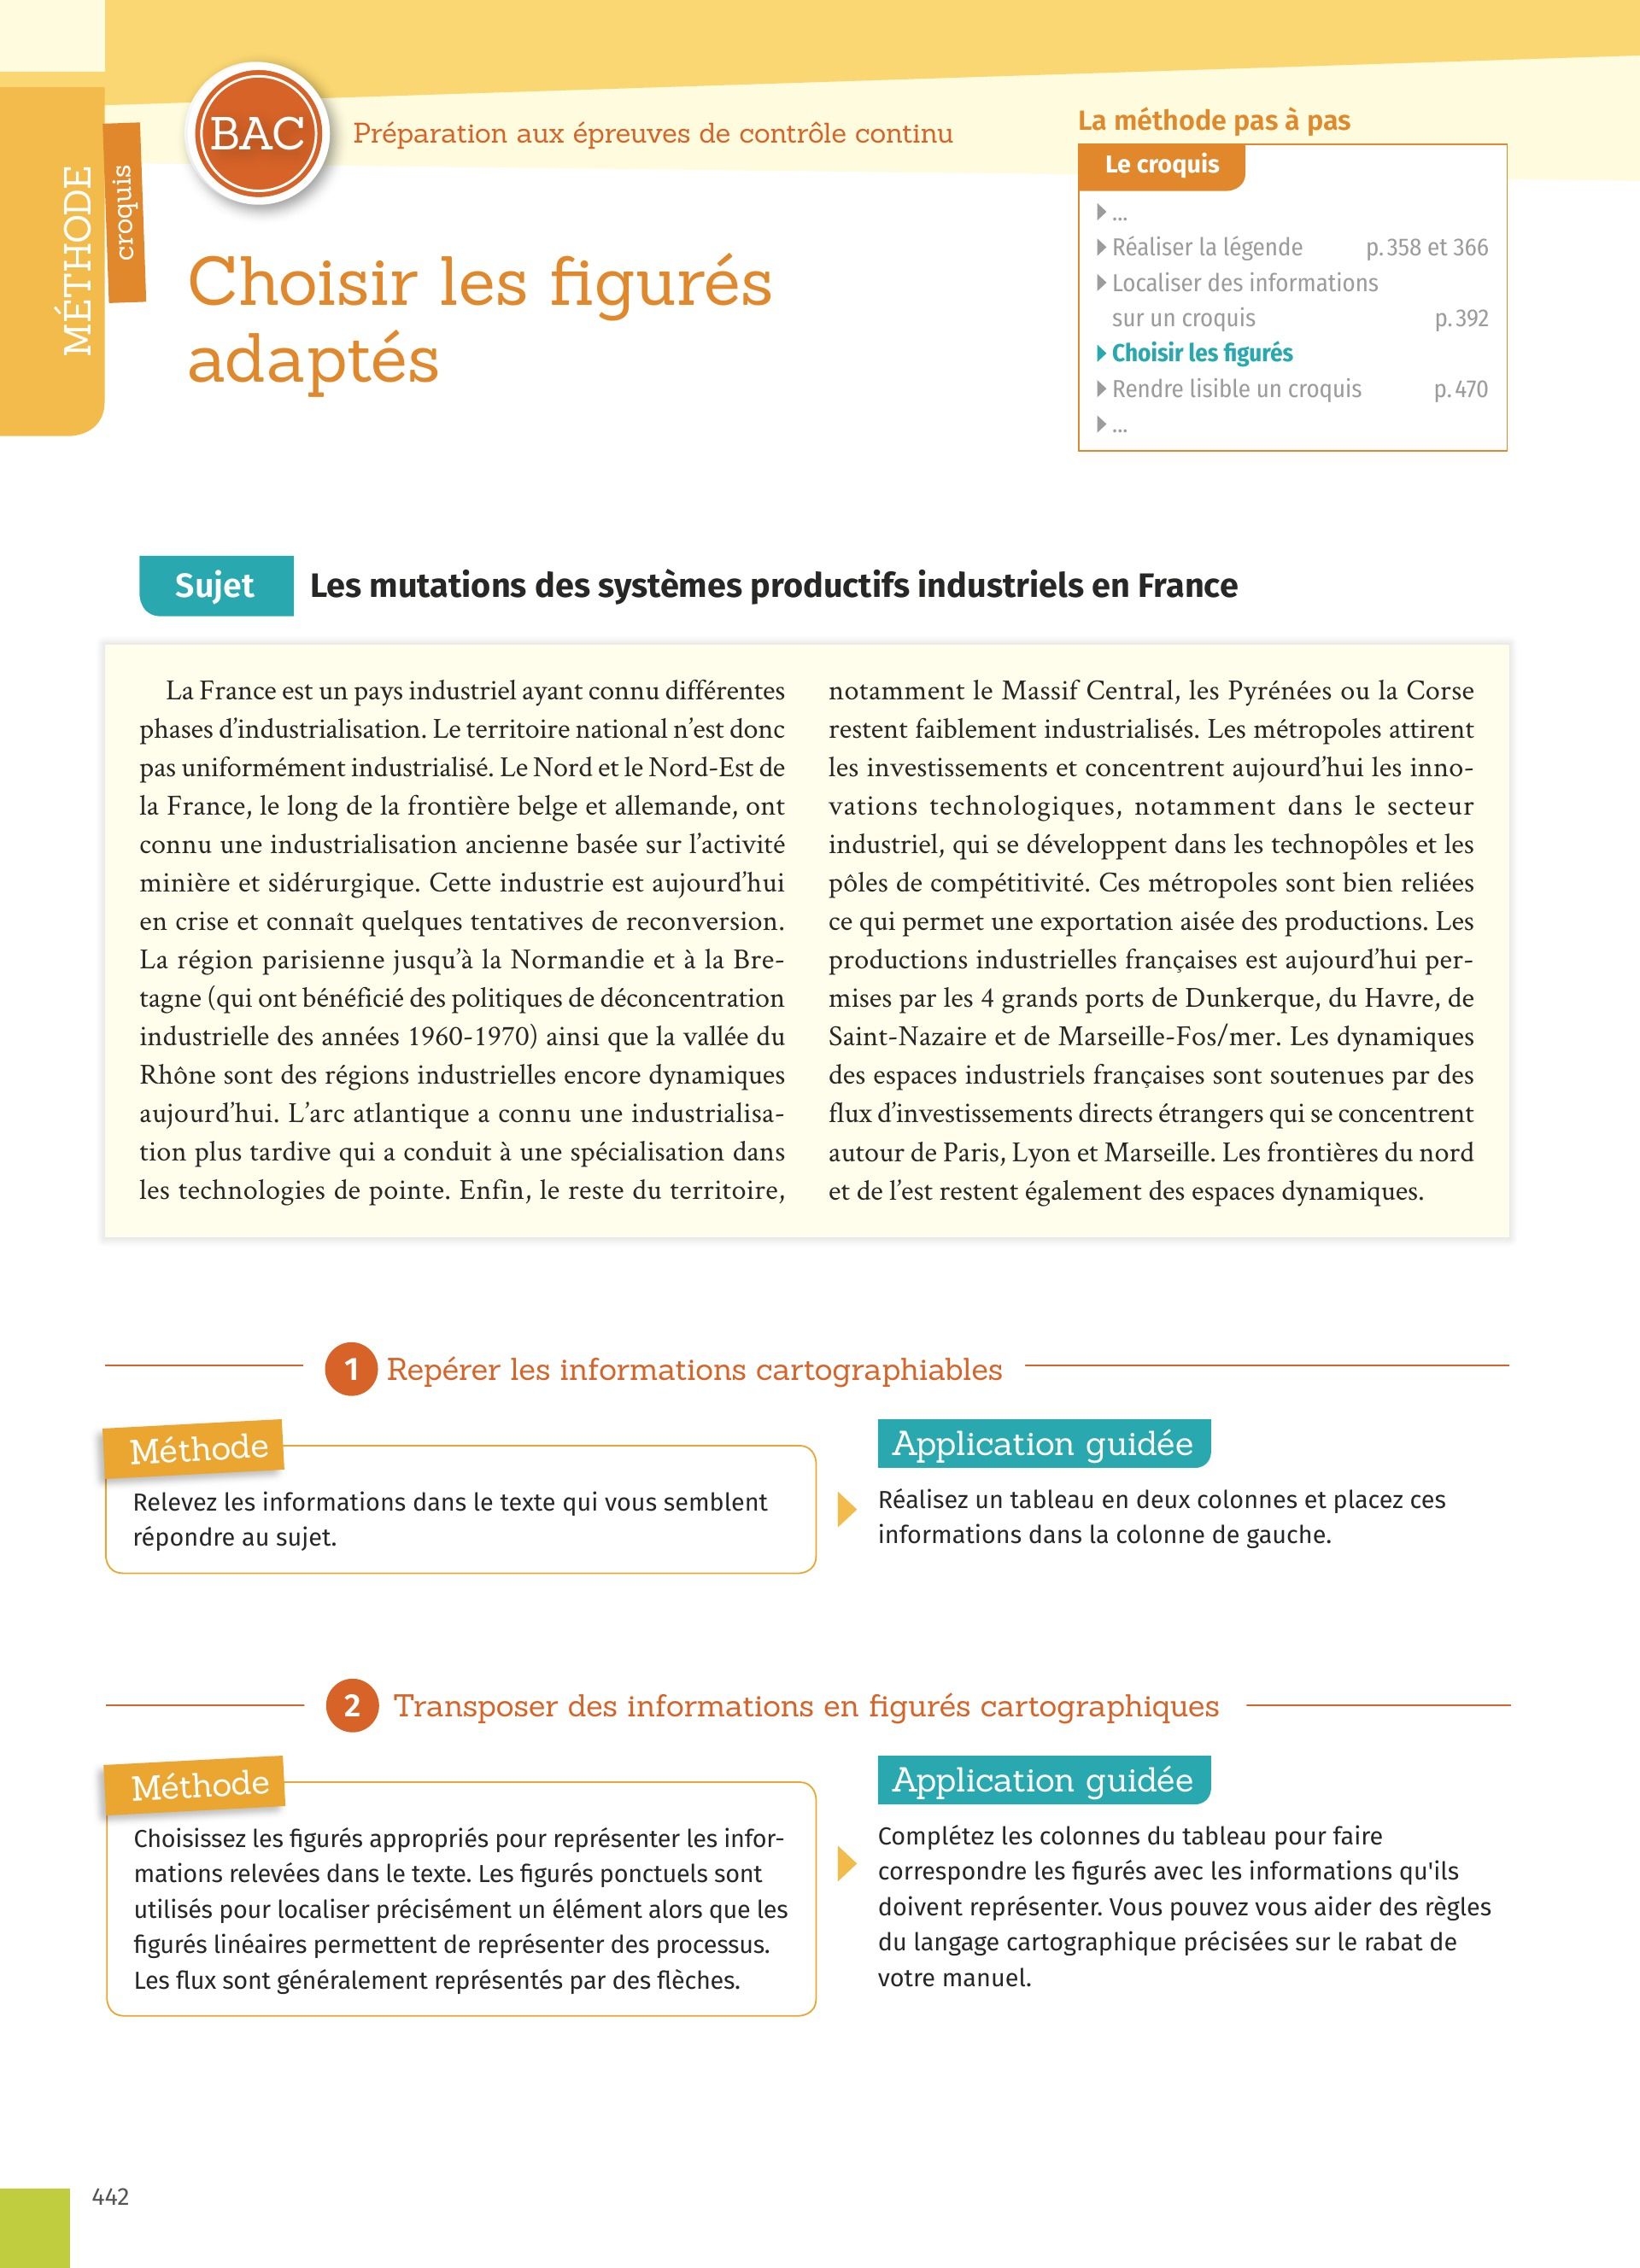 MÉTHODE
croquis
BAC
Préparation aux épreuves de contrôle continu
Choisir les figurés
adaptés
La méthode pas à pas
Le croquis
...
Réaliser la légende p. 358 et 366
Localiser des informations
sur un croquis p. 392
Choisir les figurés
Rendre lisible un croquis p. 470
...
Sujet Les mutations des systèmes productifs industriels en France
La France est un pays industriel ayant connu différentes
phases d'industrialisation. Le territoire national n'est donc
pas uniformément industrialisé. Le Nord et le Nord-Est de
la France, le long de la frontière belge et allemande, ont
connu une industrialisation ancienne basée sur l'activité
minière et sidérurgique. Cette industrie est aujourd'hui
en crise et connaît quelques tentatives de reconversion.
La région parisienne jusqu'à la Normandie et à la Bre-
tagne (qui ont bénéficié des politiques de déconcentration
industrielle des années 1960-1970) ainsi que la vallée du
Rhône sont des régions industrielles encore dynamiques
aujourd'hui. L'arc atlantique a connu une industrialisa-
tion plus tardive qui a conduit à une spécialisation dans
les technologies de pointe. Enfin, le reste du territoire,
notamment le Massif Central, les Pyrénées ou la Corse
restent faiblement industrialisés. Les métropoles attirent
les investissements et concentrent aujourd'hui les inno-
vations technologiques, notamment dans le secteur
industriel, qui se développent dans les technopôles et les
pôles de compétitivité. Ces métropoles sont bien reliées
ce qui permet une exportation aisée des productions. Les
productions industrielles françaises est aujourd'hui per-
mises par les 4 grands ports de Dunkerque, du Havre, de
Saint-Nazaire et de Marseille-Fos/mer. Les dynamiques
des espaces industriels françaises sont soutenues par des
flux d'investissements directs étrangers qui se concentrent
autour de Paris, Lyon et Marseille. Les frontières du nord
et de l'est restent également des espaces dynamiques.
1 Repérer les informations cartographiables
Méthode
Relevez les informations dans le texte qui vous semblent
répondre au sujet.
Application guidée
Réalisez un tableau en deux colonnes et placez ces
informations dans la colonne de gauche.
2 Transposer des informations en figurés cartographiques
Méthode
Choisissez les figurés appropriés pour représenter les infor-
mations relevées dans le texte. Les figurés ponctuels sont
utilisés pour localiser précisément un élément alors que les
figurés linéaires permettent de représenter des processus.
Les flux sont généralement représentés par des flèches.
Application guidée
Complétez les colonnes du tableau pour faire
correspondre les figurés avec les informations qu'ils
doivent représenter. Vous pouvez vous aider des règles
du langage cartographique précisées sur le rabat de
votre manuel.
442